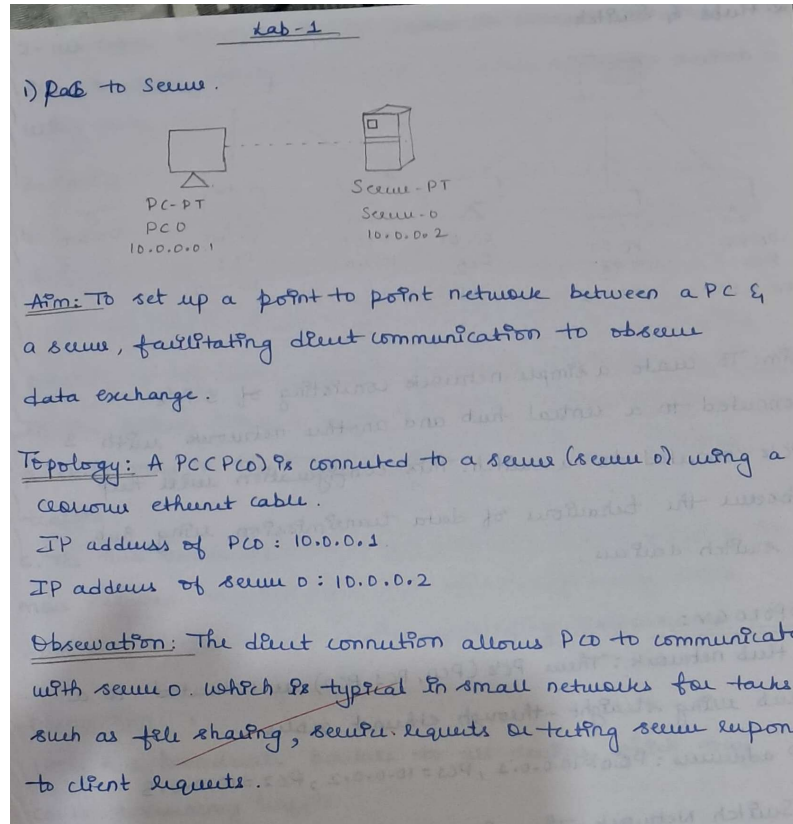 Lab-1
1) PC to Server.
PC-PT
PC0
10.0.0.0.1
Server-PT
Server-0
10.0.0.2
Aim: To set up a point to point network between a PC &
a server, facilitating direct communication to observe
data exchange.
Topology: A PC (PC0) is connected to a server (server 0) using a
crossover ethernet cable.
IP address of PC0: 10.0.0.1
IP address of server 0: 10.0.0.2
Observation: The direct connection allows PC0 to communicate
with server 0. which is typical in small networks for tasks
such as file sharing, service requests or testing server respon
to client requests.